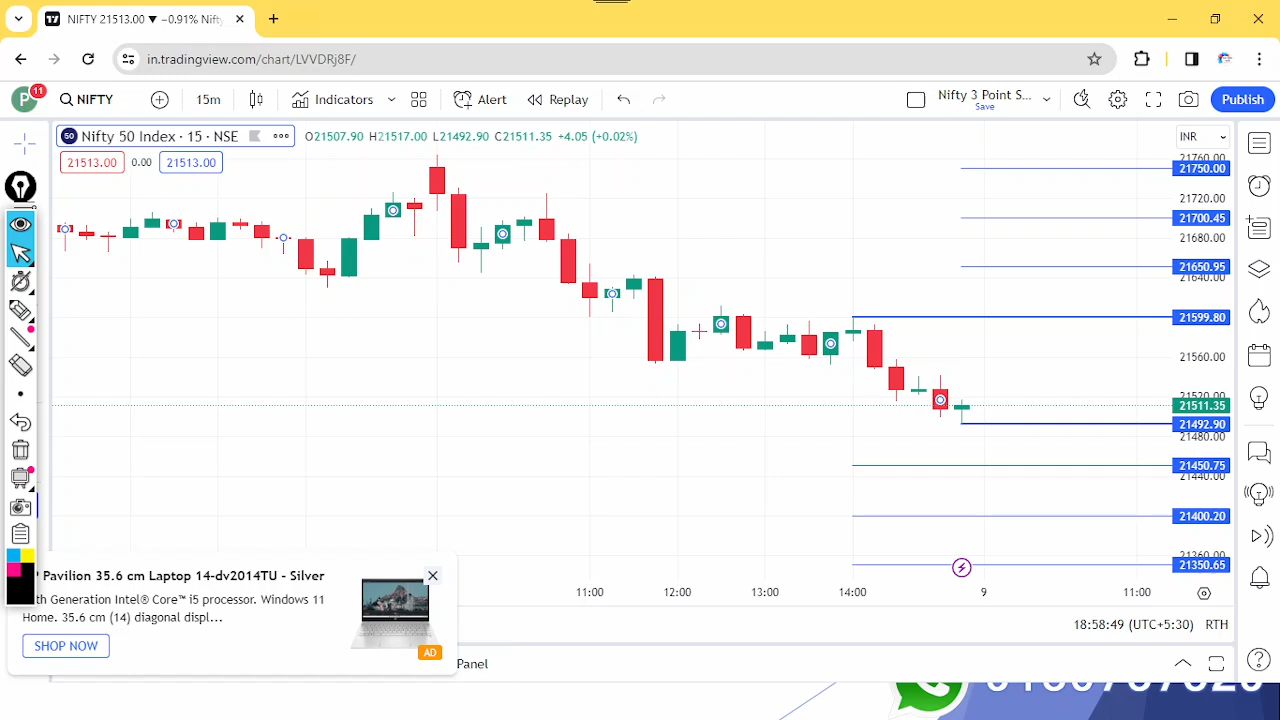 NIFTY 21513.00 ▼ −0.91% Nifty
in.tradingview.com/chart/LVVDRj8F/
P 11 NIFTY 15m Indicators Alert Replay Nifty 3 Point S... Save Publish
50 Nifty 50 Index · 15 · NSE O21507.90 H21517.00 L21492.90 C21511.35 +4.05 (+0.02%) INR
21513.00 0.00 21513.00
21760.00
21750.00
21720.00
21700.45
21680.00
21650.95
21640.00
21599.80
21560.00
21520.00
21511.35
21492.90
21480.00
21450.75
21440.00
21400.20
21360.00
21350.65
11:00 12:00 13:00 14:00 9 11:00
18:58:49 (UTC+5:30) RTH
Pavilion 35.6 cm Laptop 14-dv2014TU - Silver
Generation Intel® Core™ i5 processor. Windows 11
Home. 35.6 cm (14) diagonal displ...
SHOP NOW
AD
Panel